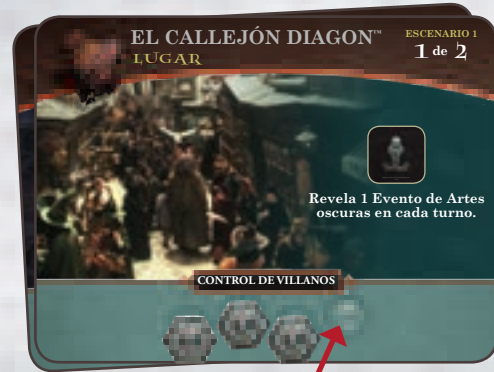 EL CALLEJÓN DIAGON™
LUGAR
ESCENARIO 1
1 de 2
Revela 1 Evento de Artes
oscuras en cada turno.
CONTROL DE VILLANOS